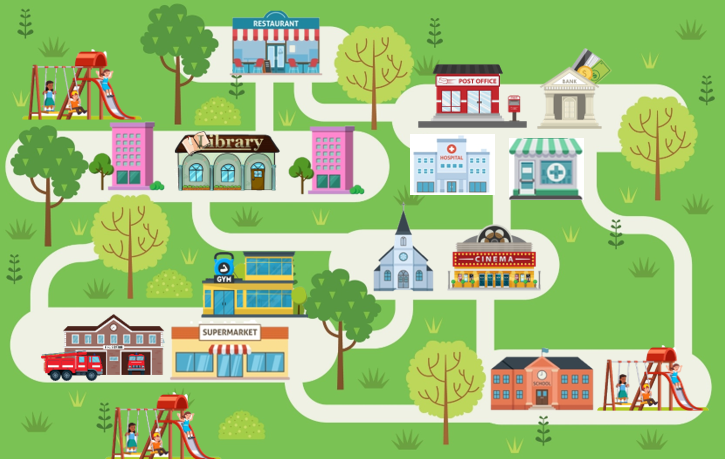 RESTAURANT
POST OFFICE
BANK
Library
HOSPITAL
GYM
CINEMA
SUPERMARKET
SCHOOL